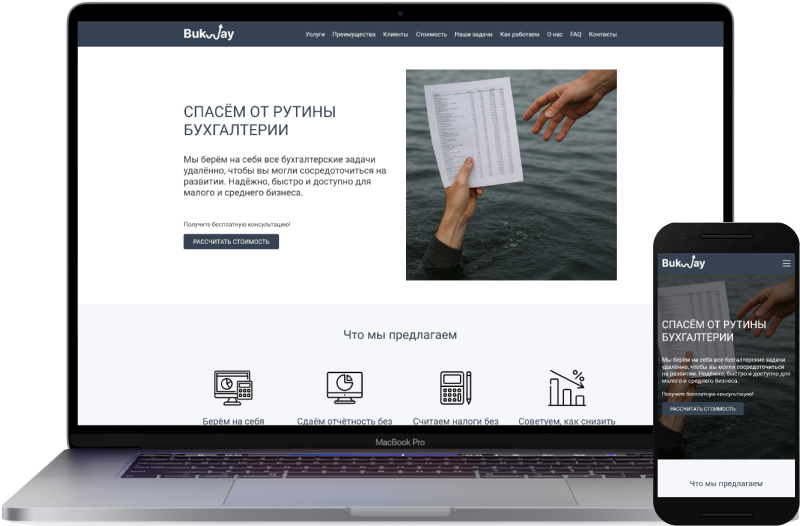 Bukway
Услуги Преимущества Клиенты Стоимость Наши задачи Как работаем О нас FAQ Контакты
СПАСЁМ ОТ РУТИНЫ
БУХГАЛТЕРИИ
Мы берём на себя все бухгалтерские задачи
удалённо, чтобы вы могли сосредоточиться на
развитии. Надёжно, быстро и доступно для
малого и среднего бизнеса.
Получите бесплатную консультацию!
РАССЧИТАТЬ СТОИМОСТЬ
Что мы предлагаем
Берём на себя
Сдаём отчётность без
Считаем налоги без
Советуем, как снизить
MacBook Pro
Bukway
СПАСЁМ ОТ РУТИНЫ
БУХГАЛТЕРИИ
Мы берём на себя все бухгалтерские задачи
удалённо, чтобы вы могли сосредоточиться
на развитии. Надёжно, быстро и доступно для
малого и среднего бизнеса.
Получите бесплатную консультацию!
РАССЧИТАТЬ СТОИМОСТЬ
Что мы предлагаем